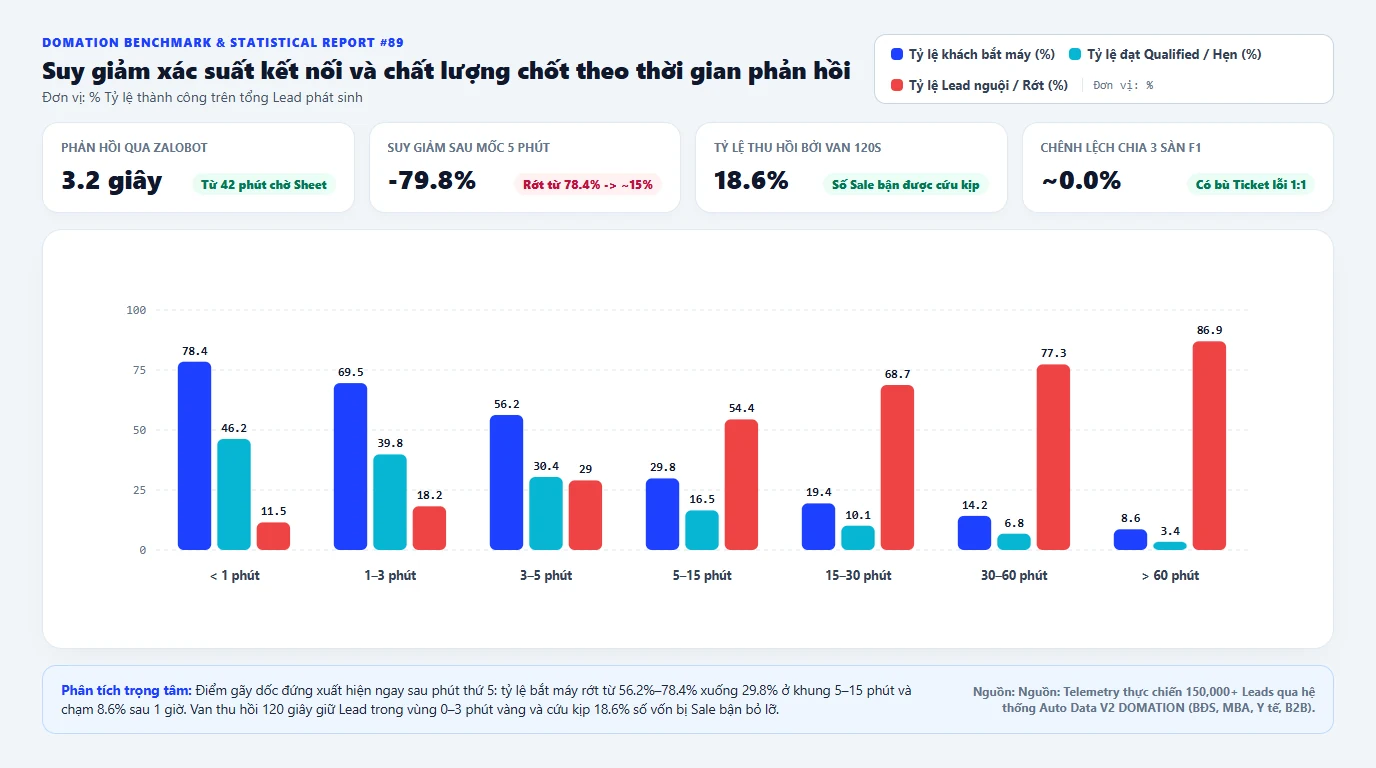 DOMATION BENCHMARK & STATISTICAL REPORT #89
Suy giảm xác suất kết nối và chất lượng chốt theo thời gian phản hồi
Đơn vị: % Tỷ lệ thành công trên tổng Lead phát sinh
Tỷ lệ khách bắt máy (%)
Tỷ lệ đạt Qualified / Hẹn (%)
Tỷ lệ Lead nguội / Rớt (%)
Đơn vị: %
PHẢN HỒI QUA ZALOBOT
3.2 giây
Từ 42 phút chờ Sheet
SUY GIẢM SAU MỐC 5 PHÚT
-79.8%
Rớt từ 78.4% -> ~15%
TỶ LỆ THU HỒI BỞI VAN 120S
18.6%
Số Sale bận được cứu kịp
CHÊNH LỆCH CHIA 3 SÀN F1
~0.0%
Có bù Ticket lỗi 1:1
100
75
50
25
0
78.4
46.2
11.5
69.5
39.8
18.2
56.2
30.4
29
29.8
16.5
54.4
19.4
10.1
68.7
14.2
6.8
77.3
8.6
3.4
86.9
< 1 phút
1–3 phút
3–5 phút
5–15 phút
15–30 phút
30–60 phút
> 60 phút
Phân tích trọng tâm: Điểm gãy dốc đứng xuất hiện ngay sau phút thứ 5: tỷ lệ bắt máy rớt từ 56.2%–78.4% xuống 29.8% ở khung 5–15 phút và
chạm 8.6% sau 1 giờ. Van thu hồi 120 giây giữ Lead trong vùng 0–3 phút vàng và cứu kịp 18.6% số vốn bị Sale bận bỏ lỡ.
Nguồn: Nguồn: Telemetry thực chiến 150,000+ Leads qua hệ
thống Auto Data V2 DOMATION (BĐS, MBA, Y tế, B2B).